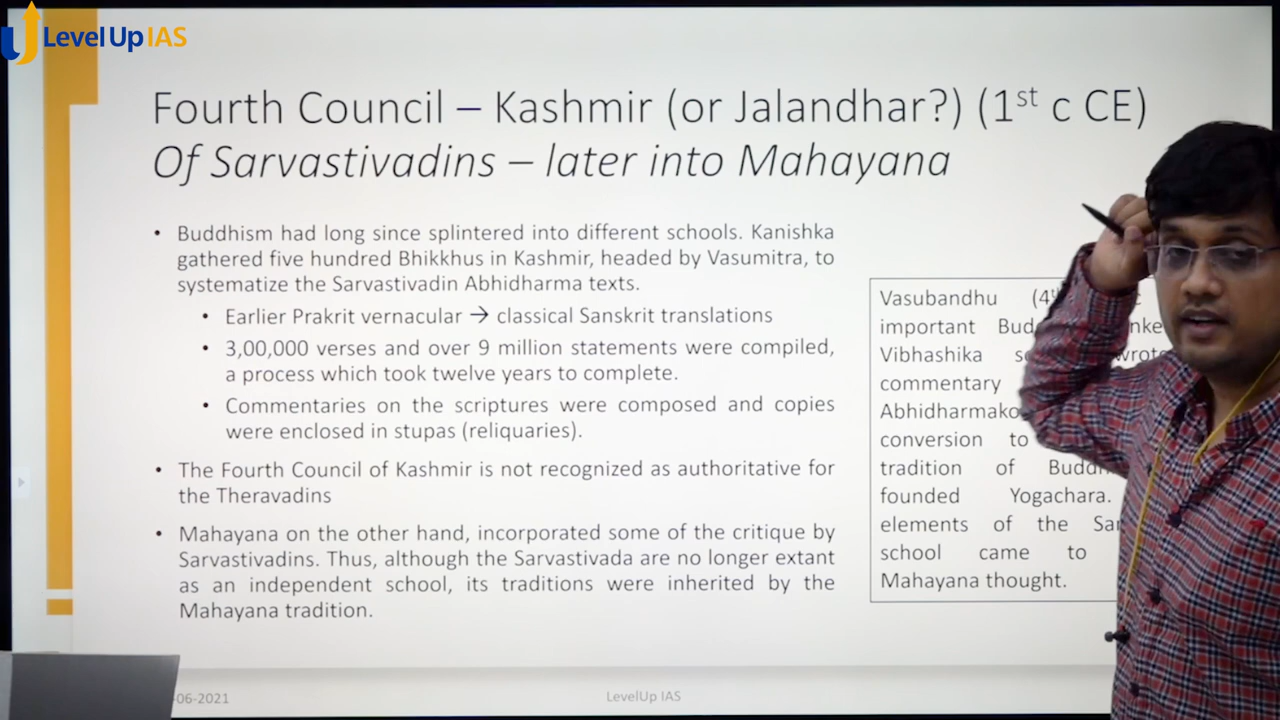 LevelUp IAS
Fourth Council – Kashmir (or Jalandhar?) (1st c CE)
Of Sarvastivadins – later into Mahayana
• Buddhism had long since splintered into different schools. Kanishka
gathered five hundred Bhikkhus in Kashmir, headed by Vasumitra, to
systematize the Sarvastivadin Abhidharma texts.
• Earlier Prakrit vernacular → classical Sanskrit translations
• 3,00,000 verses and over 9 million statements were compiled,
a process which took twelve years to complete.
• Commentaries on the scriptures were composed and copies
were enclosed in stupas (reliquaries).
• The Fourth Council of Kashmir is not recognized as authoritative for
the Theravadins
• Mahayana on the other hand, incorporated some of the critique by
Sarvastivadins. Thus, although the Sarvastivada are no longer extant
as an independent school, its traditions were inherited by the
Mahayana tradition.
Vasubandhu (4
important
Vibhashika wrote
commentary
conversion to
tradition of
founded Yogachara.
elements of the
school came to
Mahayana thought.
-06-2021
LevelUp IAS